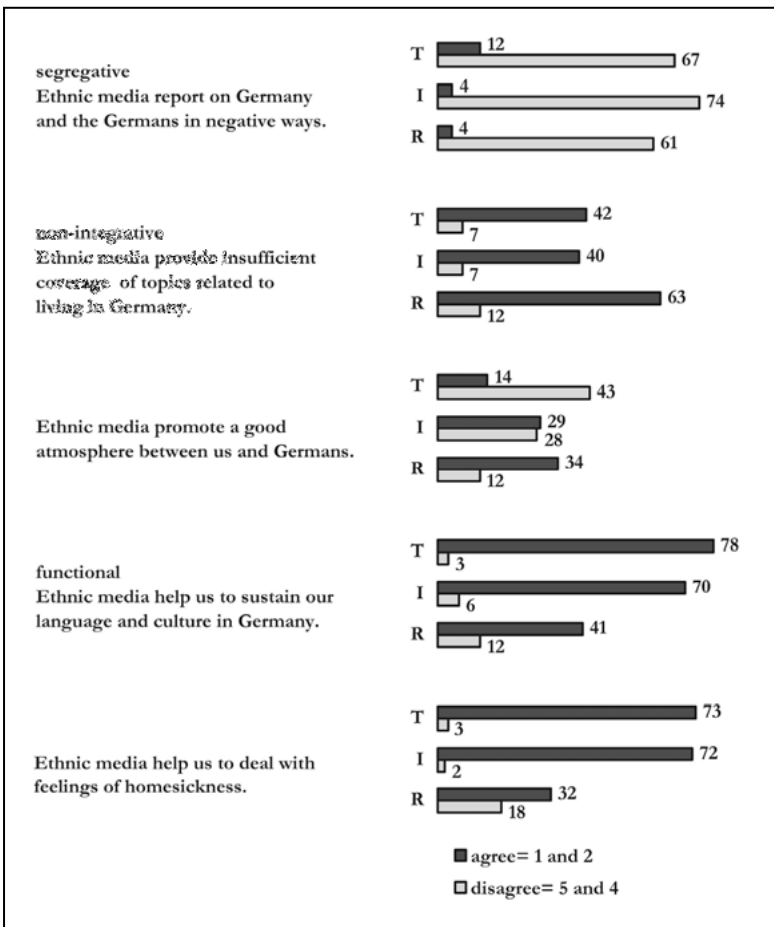 T 12
67
segregative
Ethnic media report on Germany
and the Germans in negative ways.
I 4
74
R 4
61
non-integrative
Ethnic media provide insufficient
coverage of topics related to
living in Germany.
T 42
7
I 40
7
R 63
12
T 14
43
Ethnic media promote a good
atmosphere between us and Germans.
I 29
28
R 34
12
functional
Ethnic media help us to sustain our
language and culture in Germany.
T 78
3
I 70
6
R 41
12
Ethnic media help us to deal with
feelings of homesickness.
T 73
3
I 72
2
R 32
18
agree= 1 and 2
disagree= 5 and 4